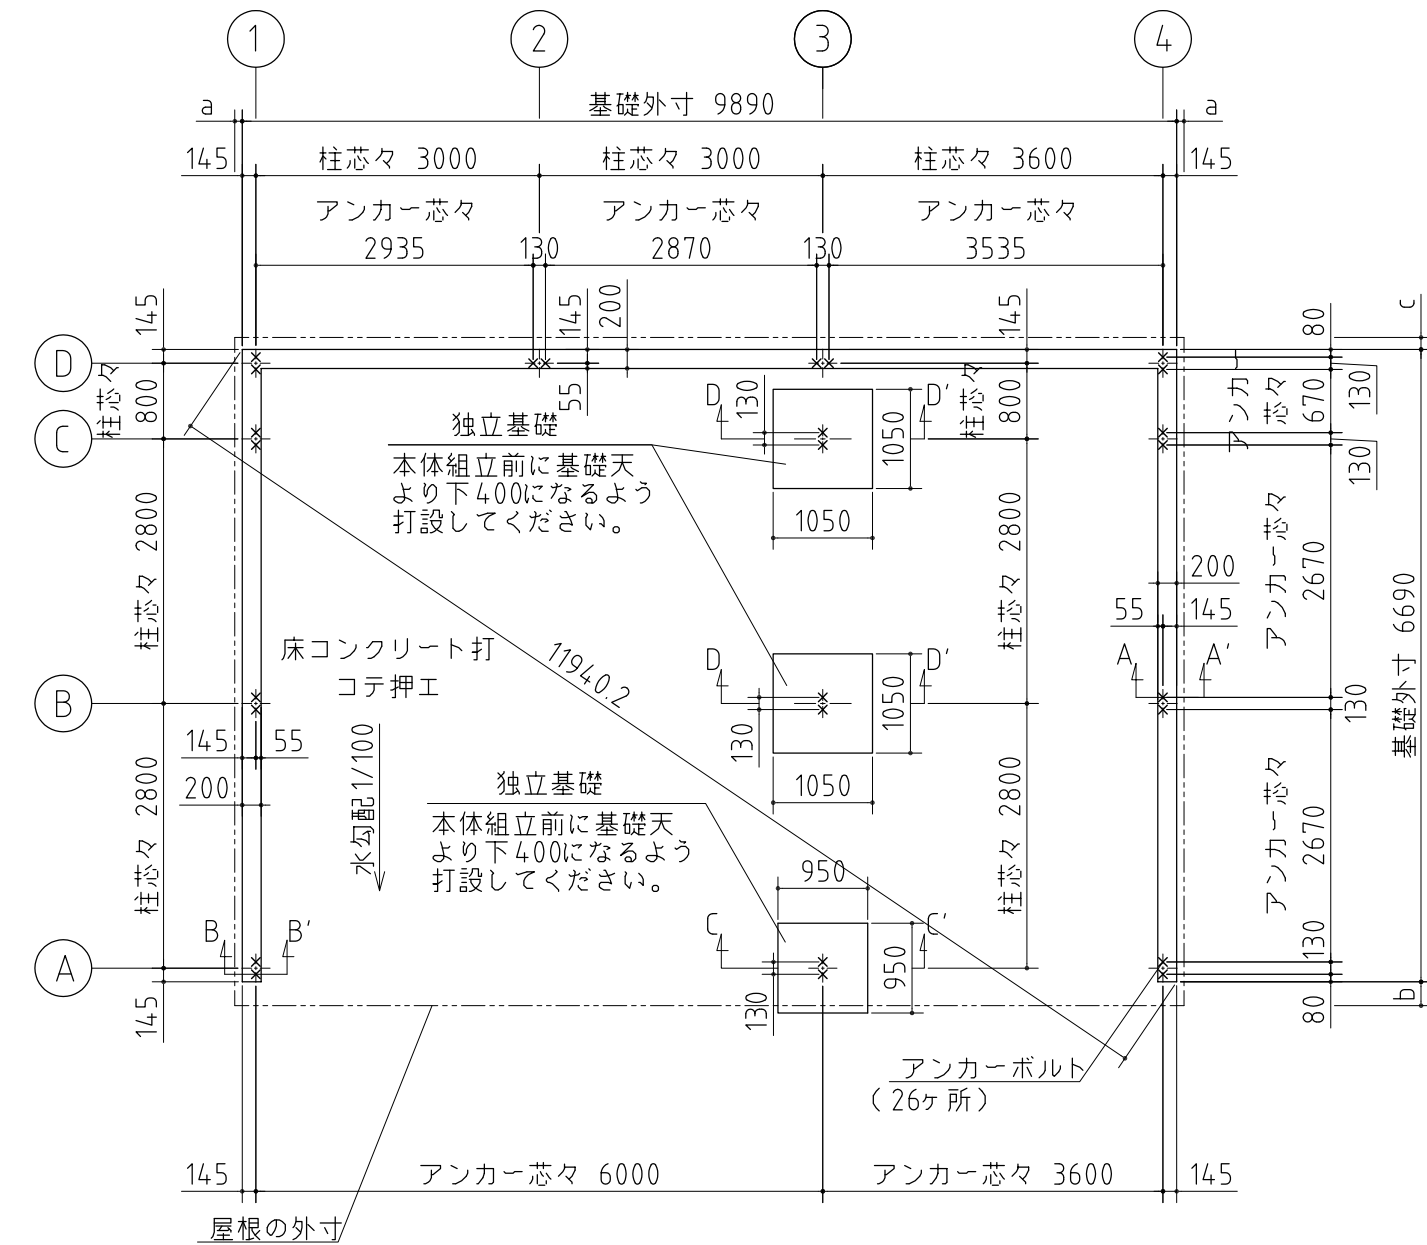 1
2
3
4
a
基礎外寸 9890
a
145
柱芯々 3000
柱芯々 3000
柱芯々 3600
145
アンカー芯々
アンカー芯々
アンカー芯々
2935
130
2870
130
3535
145
145
200
145
80
c
D
柱芯々
800
55
130
D
D'
1050
柱芯々
800
アンカー
芯々
670
130
C
独立基礎
本体組立前に基礎天
より下400になるよう
打設してください。
1050
130
柱芯々 2800
柱芯々 2800
アンカー芯々
2670
200
55
145
基礎外寸 6690
床コンクリート打
コテ押エ
11940.2
D
D'
1050
A
A'
B
130
130
145
55
200
水勾配1/100
1050
柱芯々 2800
独立基礎
本体組立前に基礎天
より下400になるよう
打設してください。
柱芯々 2800
アンカー芯々
2670
950
B
B'
C
C'
950
130
A
145
130
80
b
アンカーボルト
(26ヶ所)
145
アンカー芯々 6000
アンカー芯々 3600
145
屋根の外寸